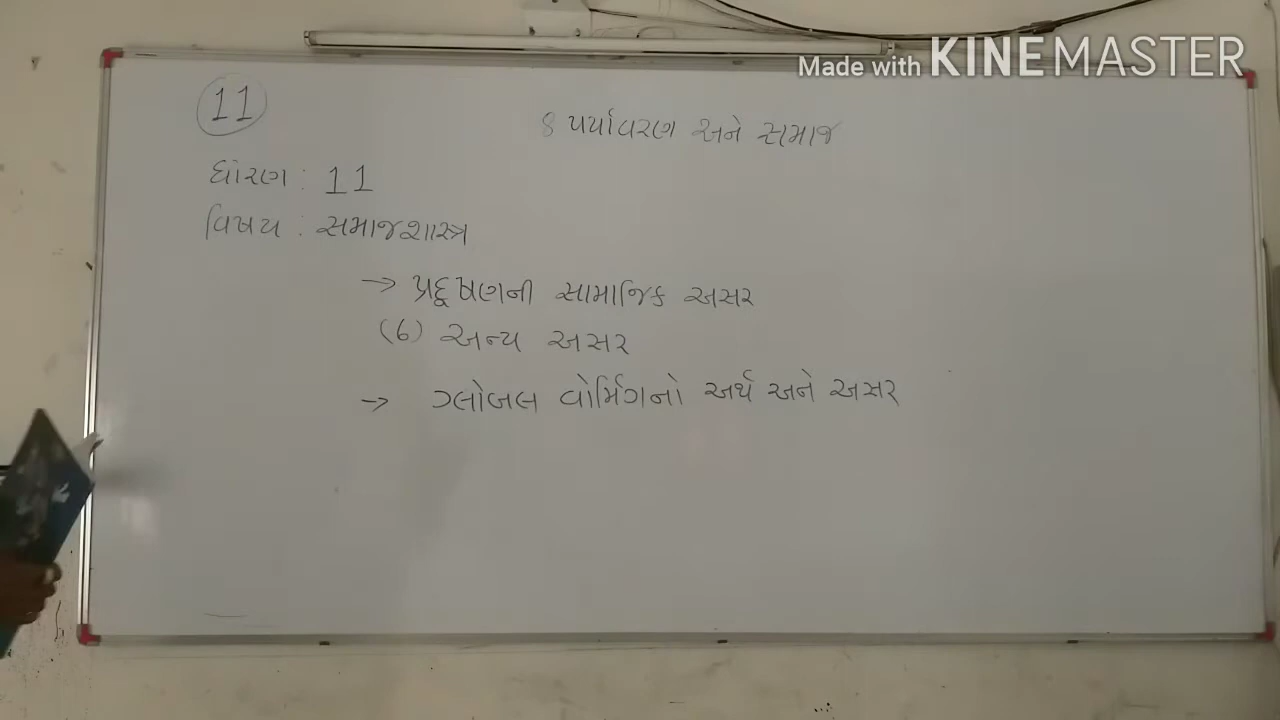 Made with KINEMASTER
11
8 પર્યાવરણ અને સમાજ
ધોરણ : 11
વિષય : સમાજશાસ્ત્ર
→ પ્રદૂષણની સામાજિક અસર
(6) અન્ય અસર
→ ગ્લોબલ વોર્મિંગનો અર્થ અને અસર